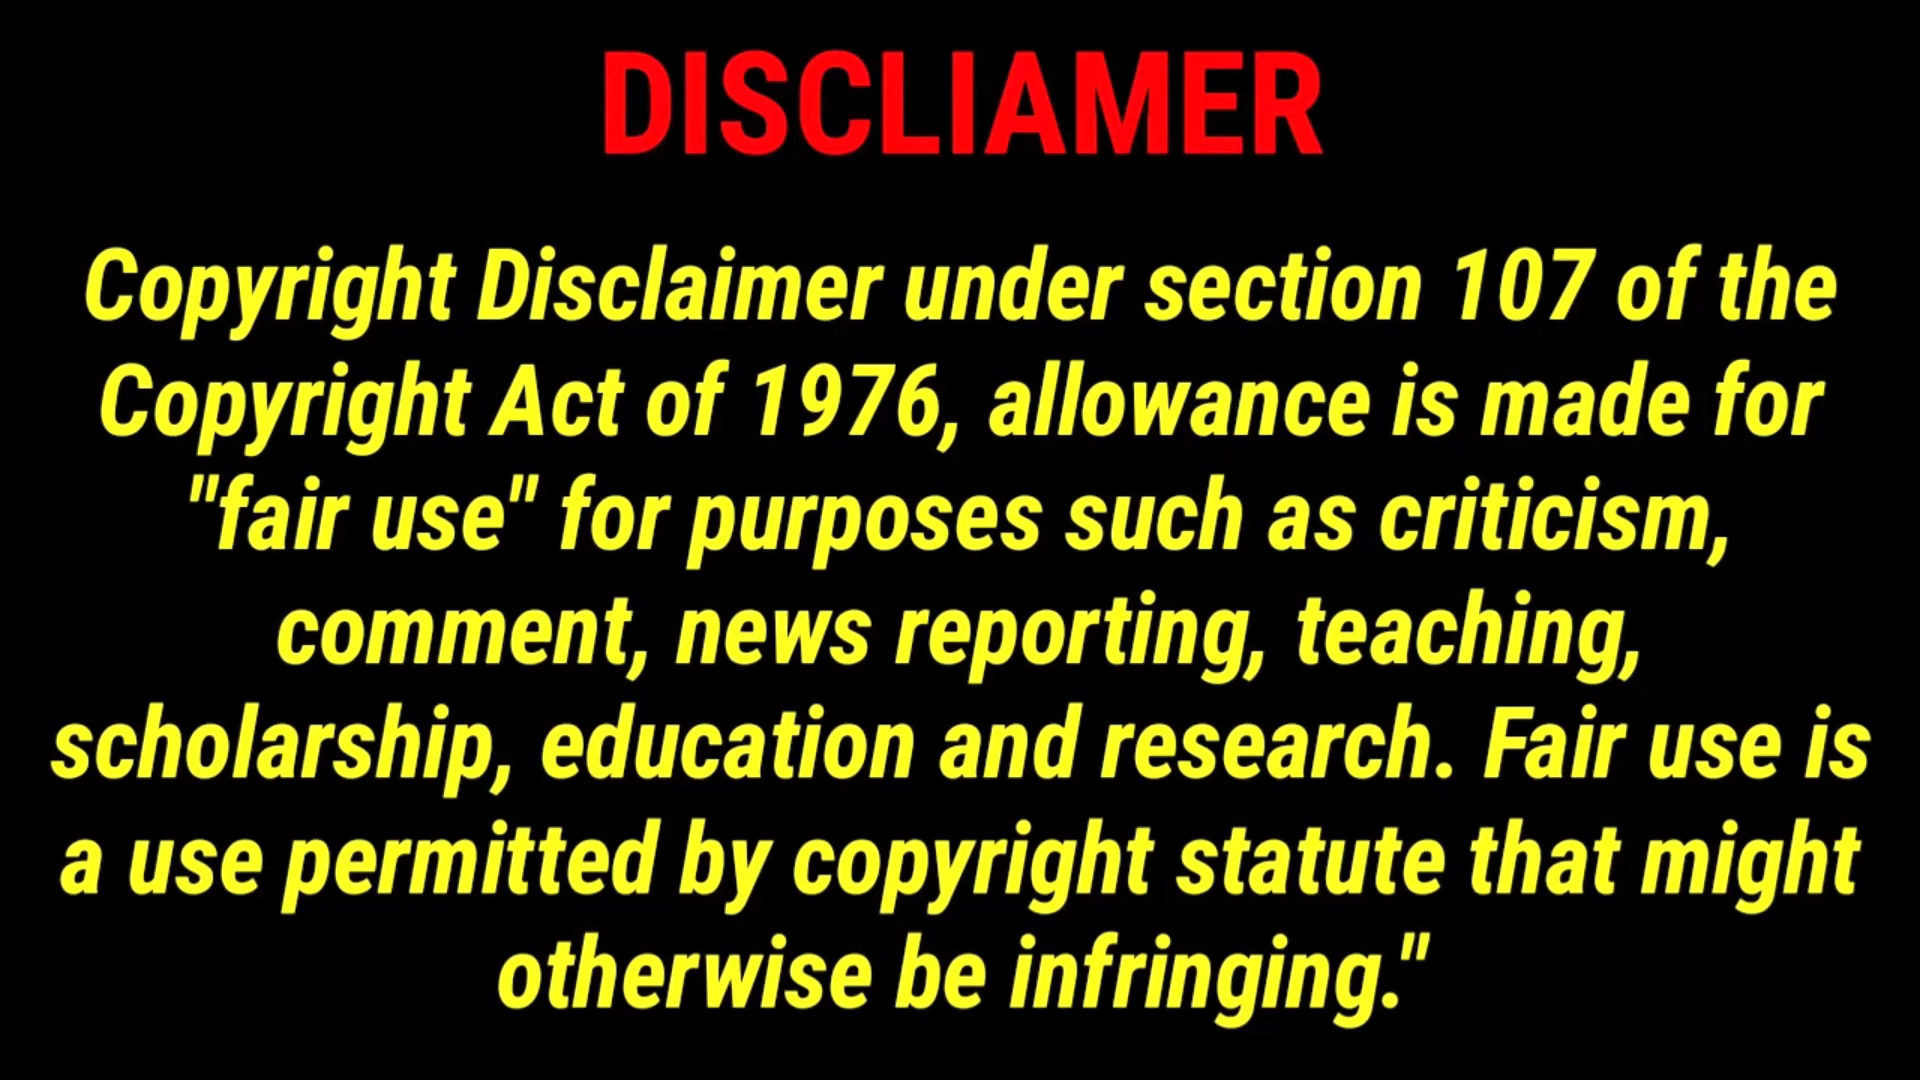 DISCLIAMER
Copyright Disclaimer under section 107 of the
Copyright Act of 1976, allowance is made for
"fair use" for purposes such as criticism,
comment, news reporting, teaching,
scholarship, education and research. Fair use is
a use permitted by copyright statute that might
otherwise be infringing."